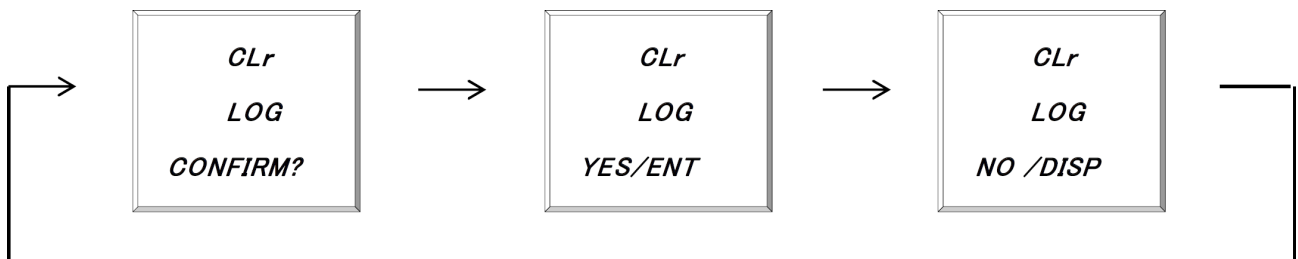 CLr
LOG
CONFIRM?
CLr
LOG
YES/ENT
CLr
LOG
NO /DISP